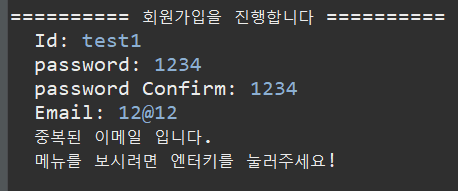 ========== 회원가입을 진행합니다 ==========
Id: test1
password: 1234
password Confirm: 1234
Email: 12@12
중복된 이메일 입니다.
메뉴를 보시려면 엔터키를 눌러주세요!